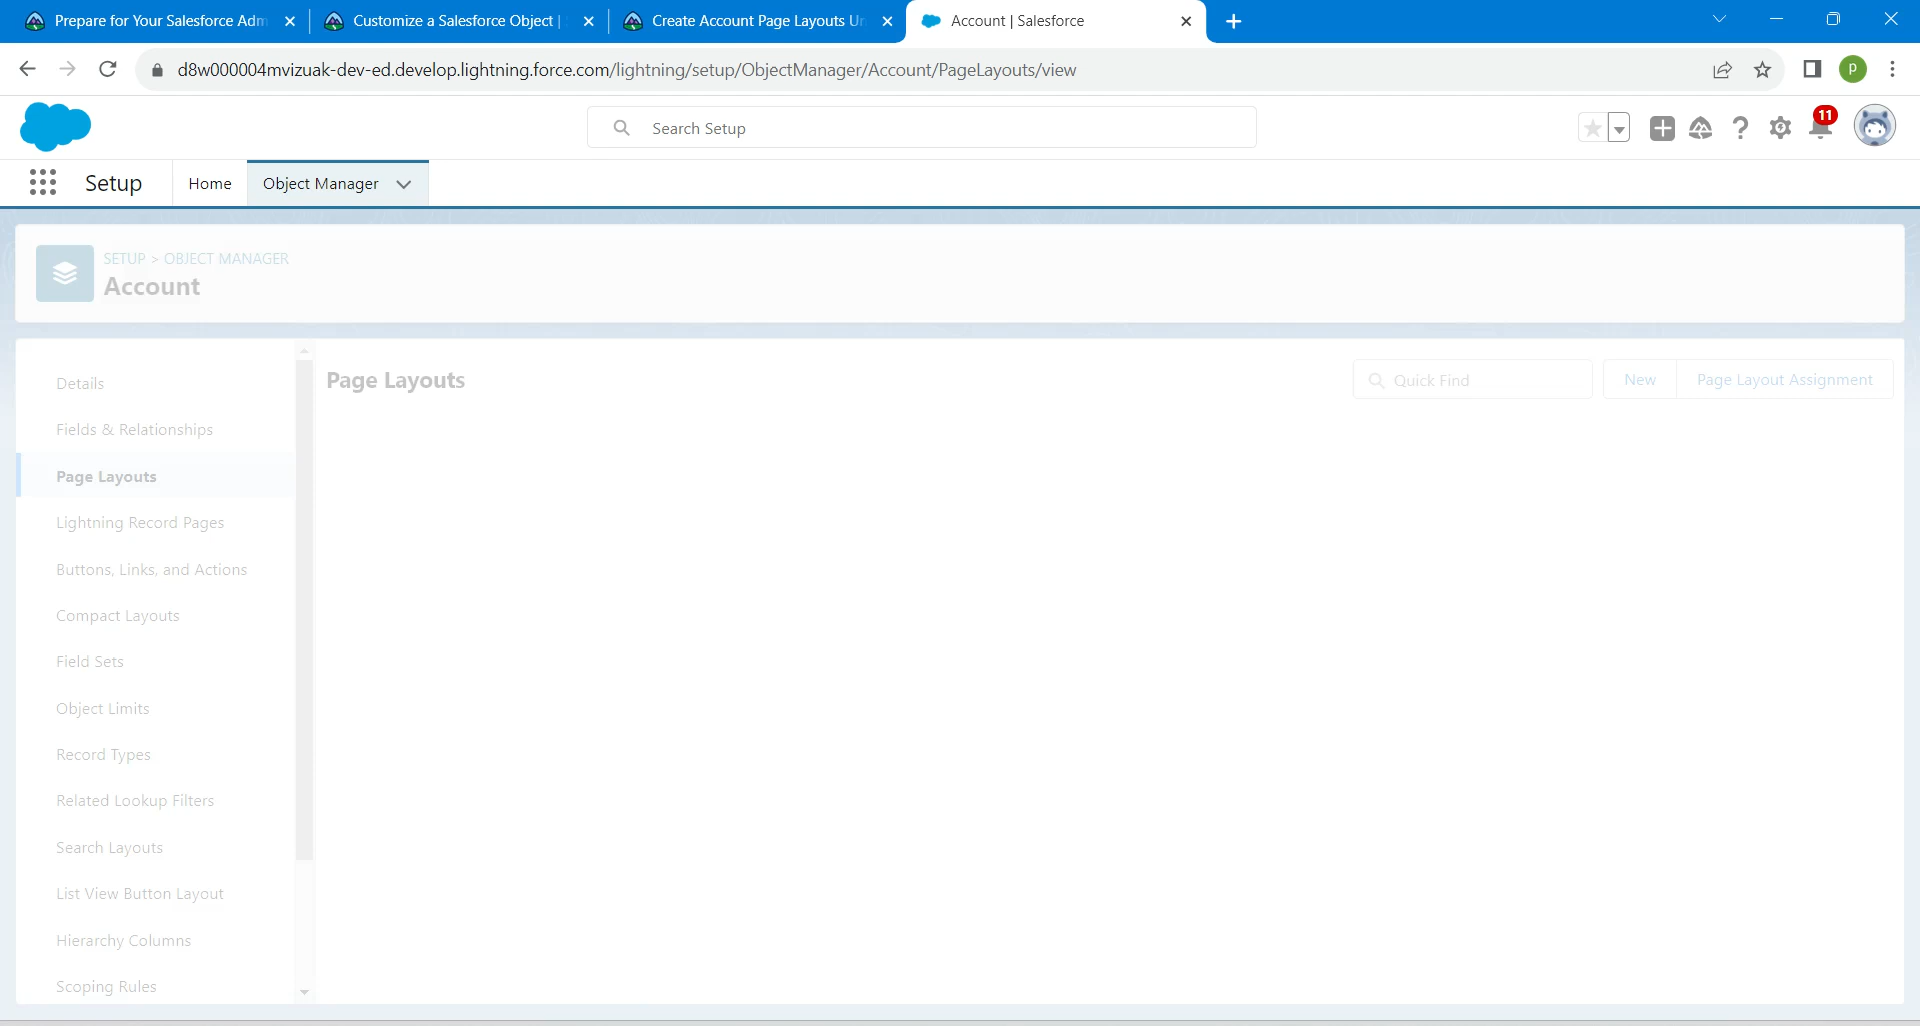 Prepare for Your Salesforce Adm
Customize a Salesforce Object |
Create Account Page Layouts Un
Account | Salesforce
d8w000004mvizuak-dev-ed.develop.lightning.force.com/lightning/setup/ObjectManager/Account/PageLayouts/view
P
Search Setup
11
Setup
Home
Object Manager
SETUP > OBJECT MANAGER
Account
Details
Fields & Relationships
Page Layouts
Lightning Record Pages
Buttons, Links, and Actions
Compact Layouts
Field Sets
Object Limits
Record Types
Related Lookup Filters
Search Layouts
List View Button Layout
Hierarchy Columns
Scoping Rules
Page Layouts
Quick Find
New
Page Layout Assignment